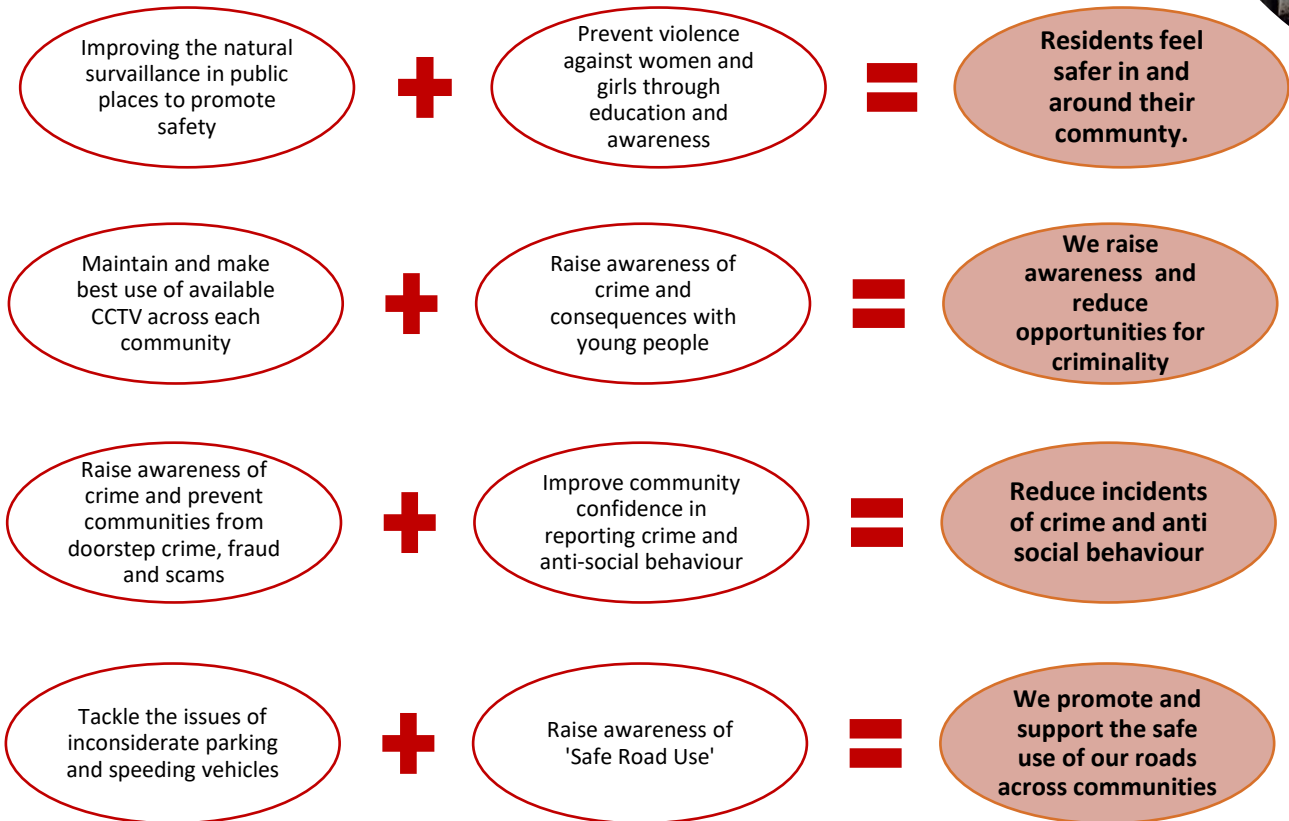 Improving the natural
survaillance in public
places to promote
safety
Prevent violence
against women and
girls through
education and
awareness
Residents feel
safer in and
around their
communty.
Maintain and make
best use of available
CCTV across each
community
Raise awareness of
crime and
consequences with
young people
We raise
awareness and
reduce
opportunities for
criminality
Raise awareness of
crime and prevent
communities from
doorstep crime, fraud
and scams
Improve community
confidence in
reporting crime and
anti-social behaviour
Reduce incidents
of crime and anti
social behaviour
Tackle the issues of
inconsiderate parking
and speeding vehicles
Raise awareness of
'Safe Road Use'
We promote and
support the safe
use of our roads
across communities